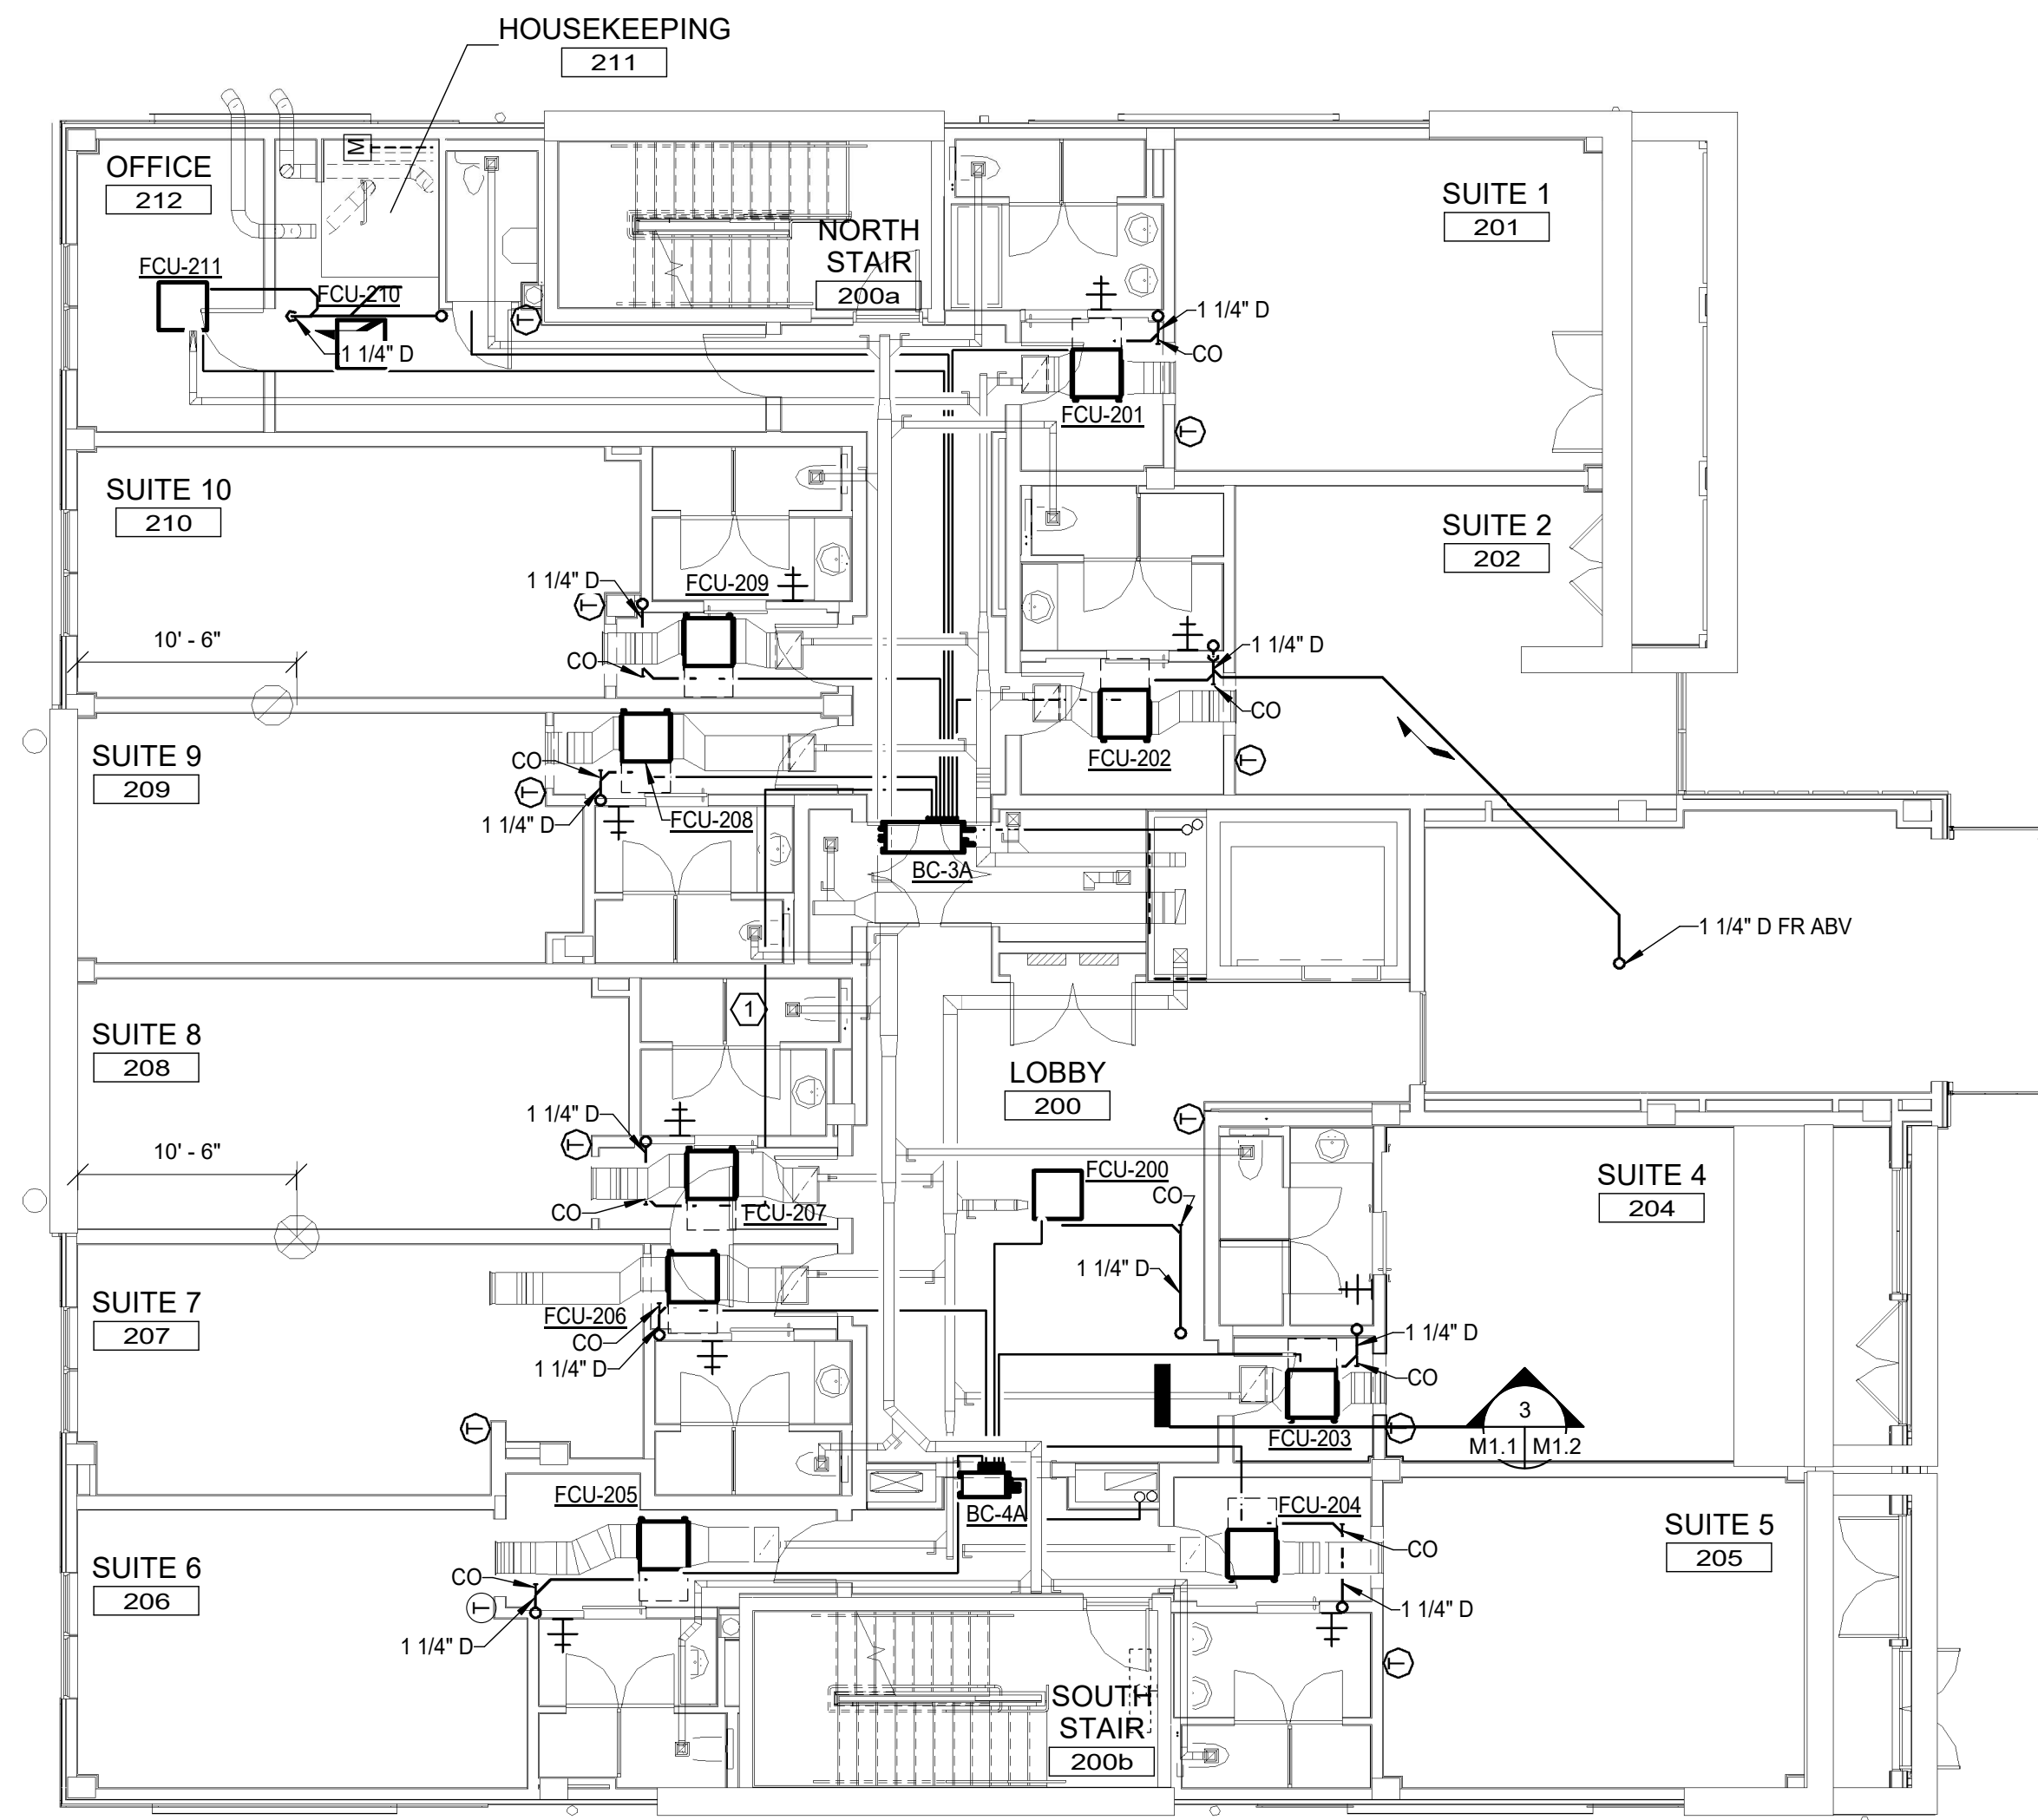 HOUSEKEEPING
211
OFFICE
212
M
NORTH
STAIR
200a
SUITE 1
201
FCU-211
FCU-210
T
1 1/4" D
1 1/4" D
CO
FCU-201
T
SUITE 10
210
SUITE 2
202
1 1/4" D
FCU-209
T
10' - 6"
CO
1 1/4" D
CO
SUITE 9
209
CO
T
1 1/4" D
FCU-208
FCU-202
T
BC-3A
1 1/4" D FR ABV
1
SUITE 8
208
LOBBY
200
1 1/4" D
T
T
10' - 6"
CO
FCU-207
FCU-200
CO
SUITE 4
204
1 1/4" D
SUITE 7
207
FCU-206
CO
1 1/4" D
1 1/4" D
CO
3
M1.1
M1.2
T
FCU-203
T
FCU-205
BC-4A
FCU-204
SUITE 5
205
SUITE 6
206
CO
T
1 1/4" D
CO
1 1/4" D
T
SOUTH
STAIR
200b